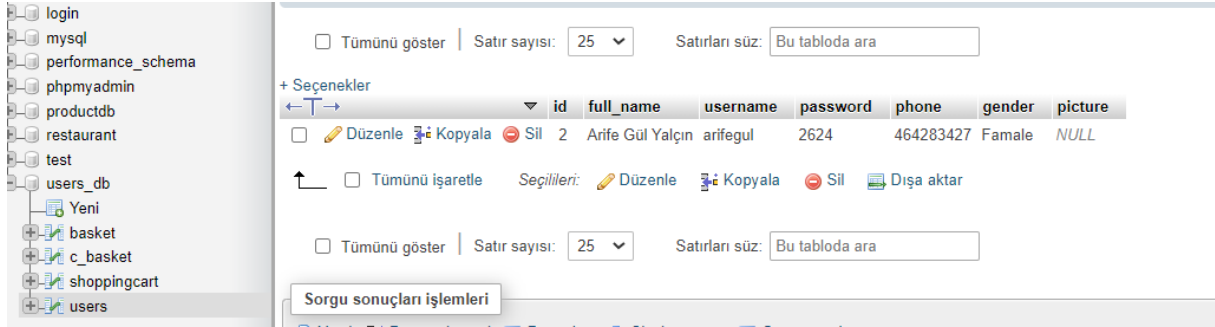 login
mysql
performance_schema
phpmyadmin
productdb
restaurant
test
users_db
Yeni
basket
c_basket
shoppingcart
users
Tümünü göster Satır sayısı: 25 Satırları süz: Bu tabloda ara
+ Seçenekler
←T→ id full_name username password phone gender picture
Düzenle Kopyala Sil 2 Arife Gül Yalçın arifegul 2624 464283427 Famale NULL
Tümünü işaretle Seçilileri: Düzenle Kopyala Sil Dışa aktar
Tümünü göster Satır sayısı: 25 Satırları süz: Bu tabloda ara
Sorgu sonuçları işlemleri